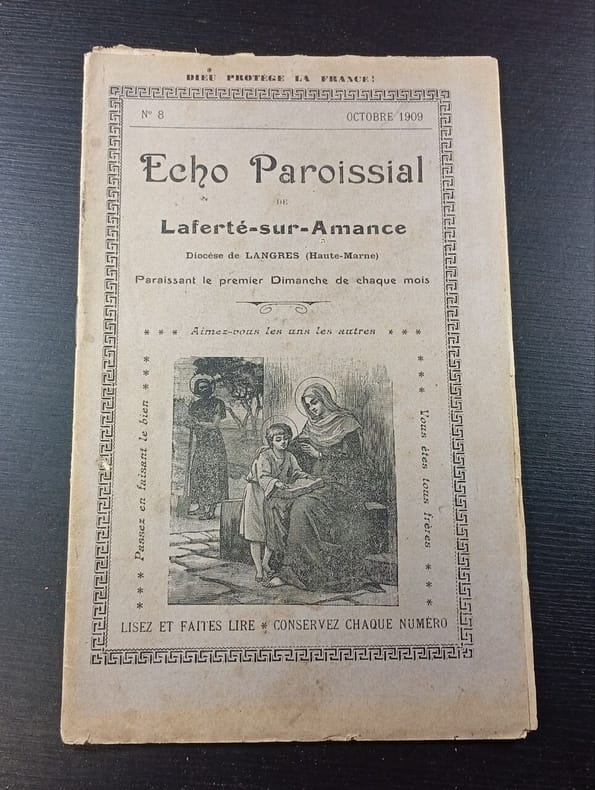 DIEU PROTÈGE LA FRANCE!
N° 8
OCTOBRE 1909
Echo Paroissial
DE
Laferté-sur-Amance
Diocèse de LANGRES (Haute-Marne)
Paraissant le premier Dimanche de chaque mois
* * * Aimez-vous les uns les autres * * *
* * * Passez en faisant le bien * * *
* * * Vous êtes tous frères * * *
LISEZ ET FAITES LIRE * CONSERVEZ CHAQUE NUMÉRO